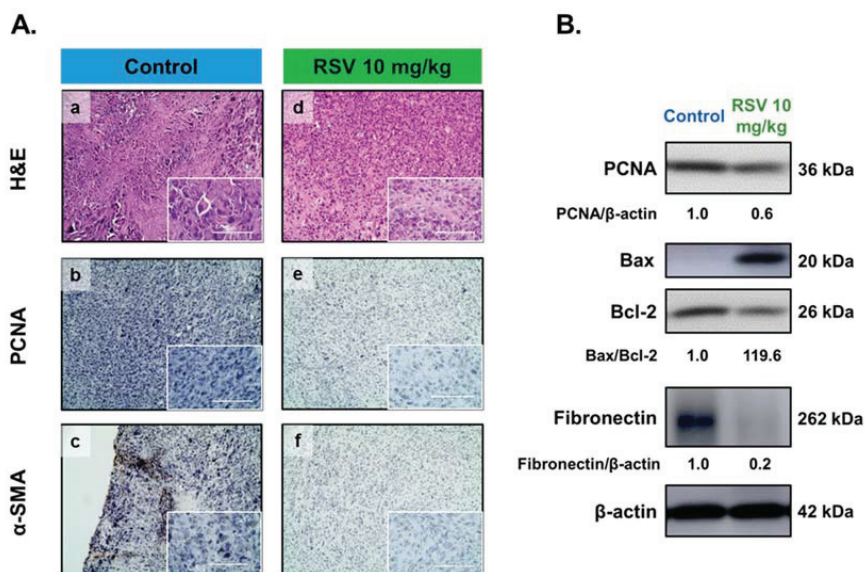 A.
Control RSV 10 mg/kg
H&E
a
d
PCNA
b
e
α-SMA
c
f
B.
Control RSV 10 mg/kg
PCNA 36 kDa
PCNA/β-actin 1.0 0.6
Bax 20 kDa
Bcl-2 26 kDa
Bax/Bcl-2 1.0 119.6
Fibronectin 262 kDa
Fibronectin/β-actin 1.0 0.2
β-actin 42 kDa